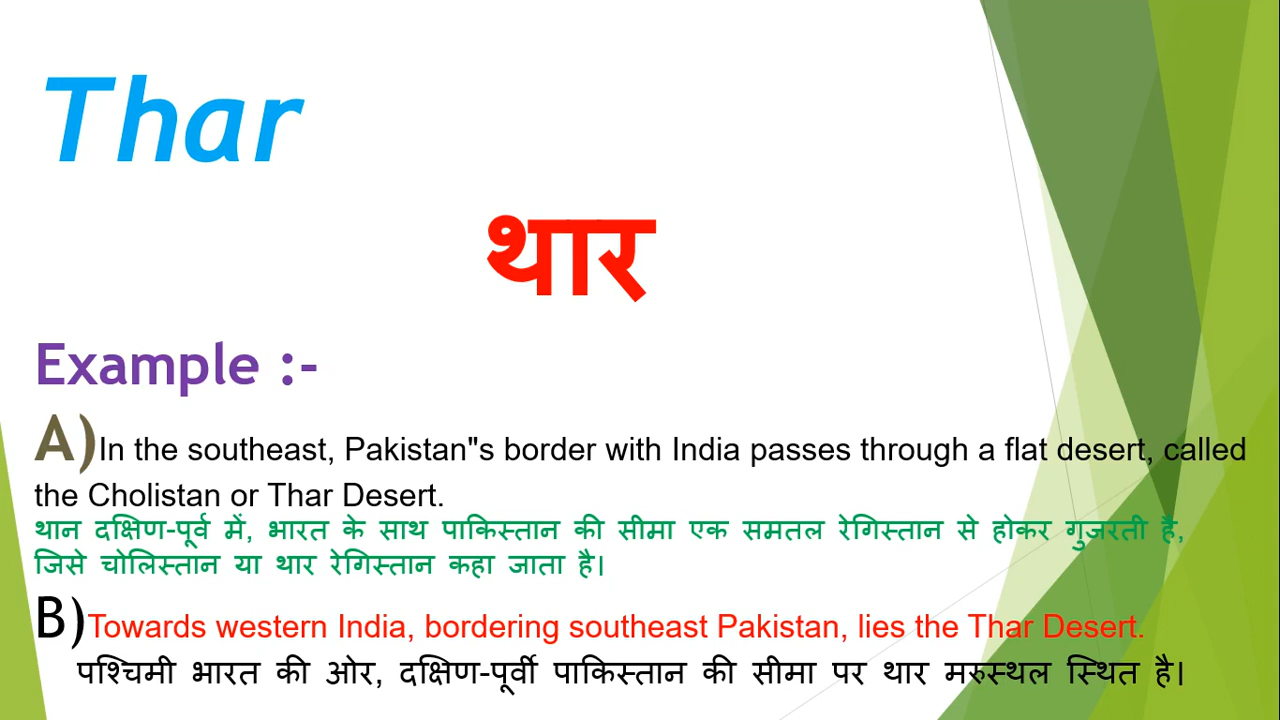 Thar
थार
Example :-
A)In the southeast, Pakistan"s border with India passes through a flat desert, called
the Cholistan or Thar Desert.
थान दक्षिण-पूर्व में, भारत के साथ पाकिस्तान की सीमा एक समतल रेगिस्तान से होकर गुजरती है,
जिसे चोलिस्तान या थार रेगिस्तान कहा जाता है।
B)Towards western India, bordering southeast Pakistan, lies the Thar Desert.
पश्चिमी भारत की ओर, दक्षिण-पूर्वी पाकिस्तान की सीमा पर थार मरुस्थल स्थित है।